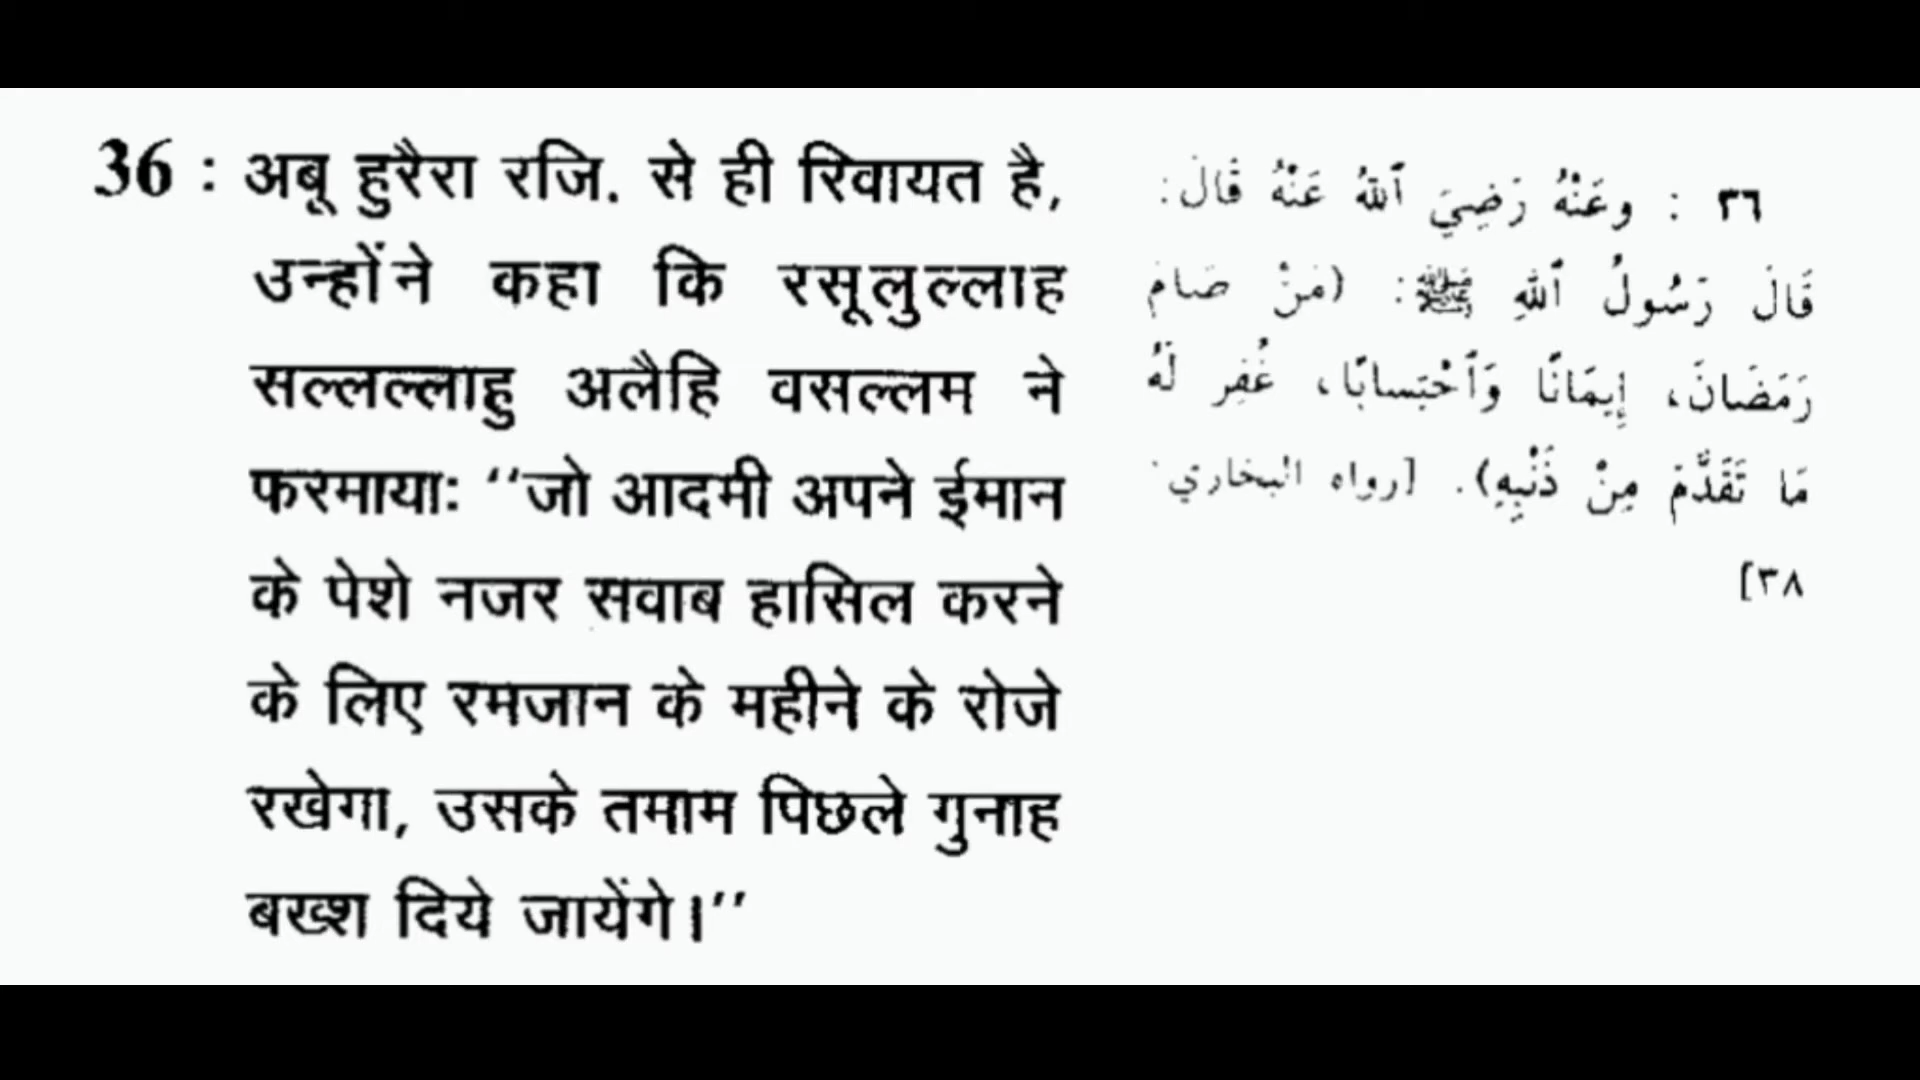 36 : अबू हुरैरा रजि. से ही रिवायत है,
उन्होंने कहा कि रसूलुल्लाह
सल्लल्लाहु अलैहि वसल्लम ने
फरमायाः ‘‘जो आदमी अपने ईमान
के पेशे नजर सवाब हासिल करने
के लिए रमजान के महीने के रोजे
रखेगा, उसके तमाम पिछले गुनाह
बख्श दिये जायेंगे।’’
٣٦ : وعَنْهُ رَضِيَ ٱللهُ عَنْهُ قَالَ:
قَالَ رَسُولُ ٱللهِ ﷺ: (مَنْ صَامَ
رَمَضَانَ، إِيمَانًا وَٱحْتِسابًا، غُفِر لَهُ
مَا تَقَدَّمَ مِنْ ذَنْبِهِ). [رواه البخاري:
٣٨]